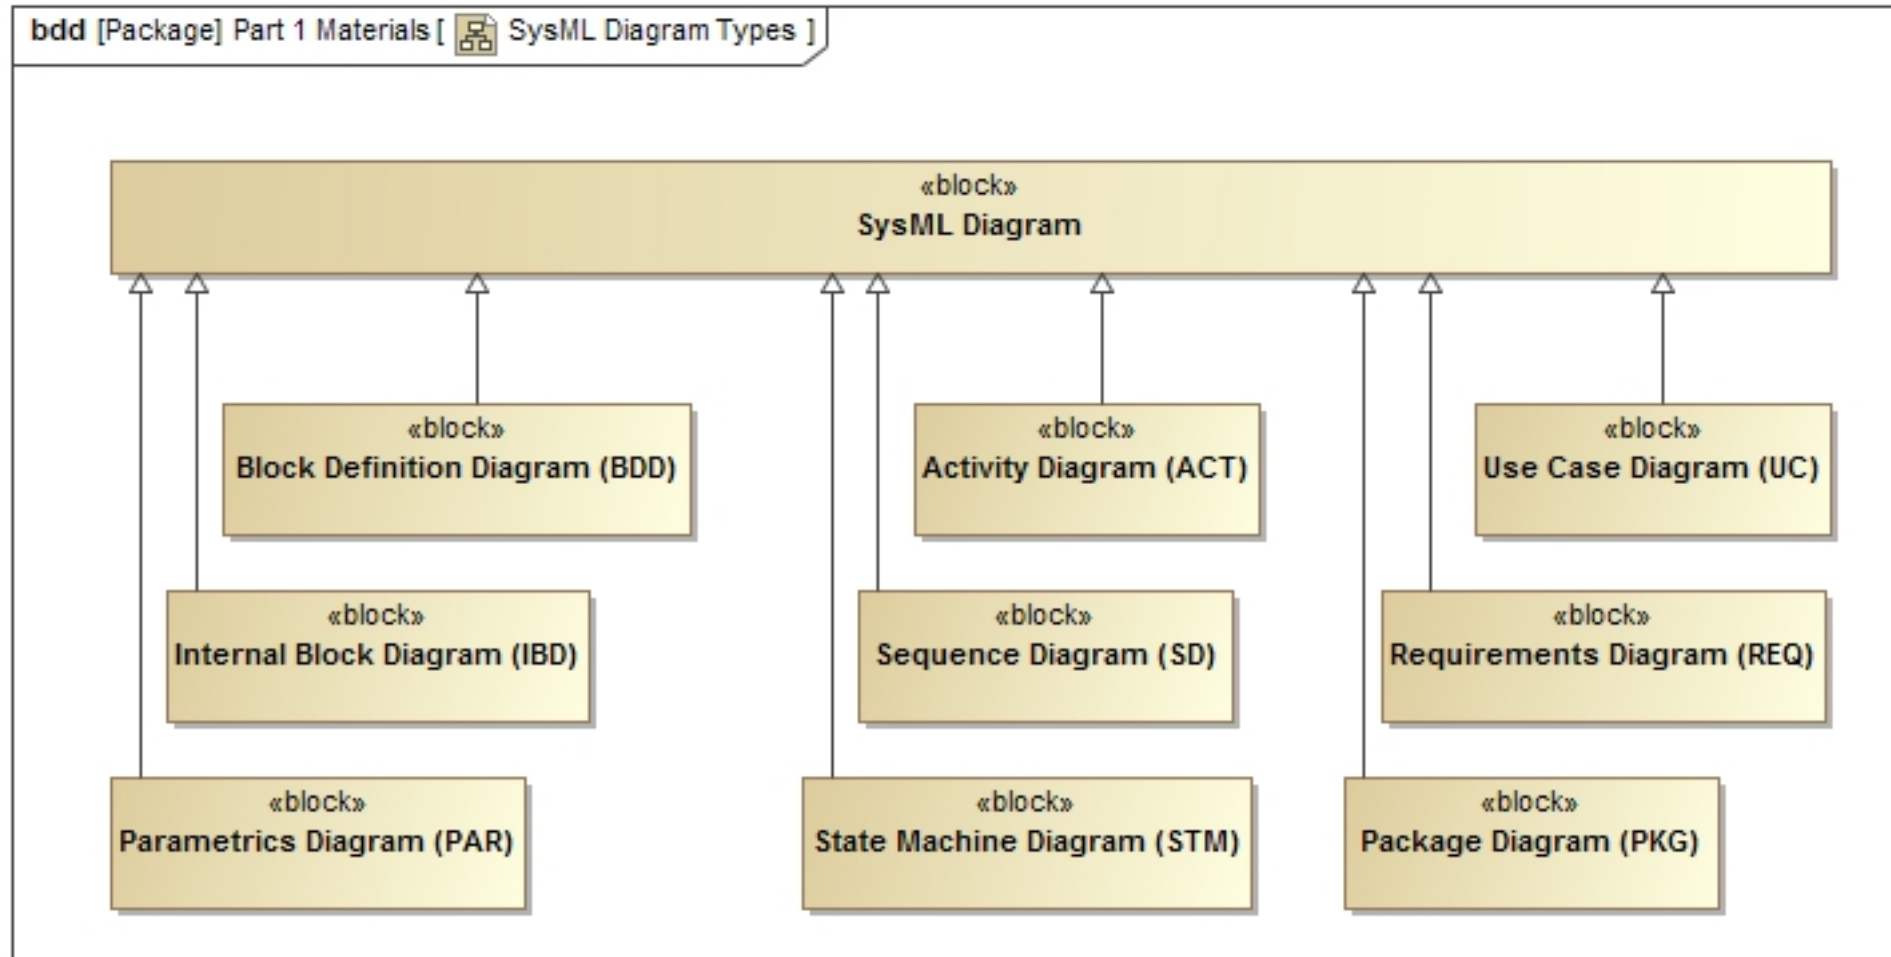 bdd [Package] Part 1 Materials [ SysML Diagram Types ]
«block»
SysML Diagram
«block»
Block Definition Diagram (BDD)
«block»
Activity Diagram (ACT)
«block»
Use Case Diagram (UC)
«block»
Internal Block Diagram (IBD)
«block»
Sequence Diagram (SD)
«block»
Requirements Diagram (REQ)
«block»
Parametrics Diagram (PAR)
«block»
State Machine Diagram (STM)
«block»
Package Diagram (PKG)